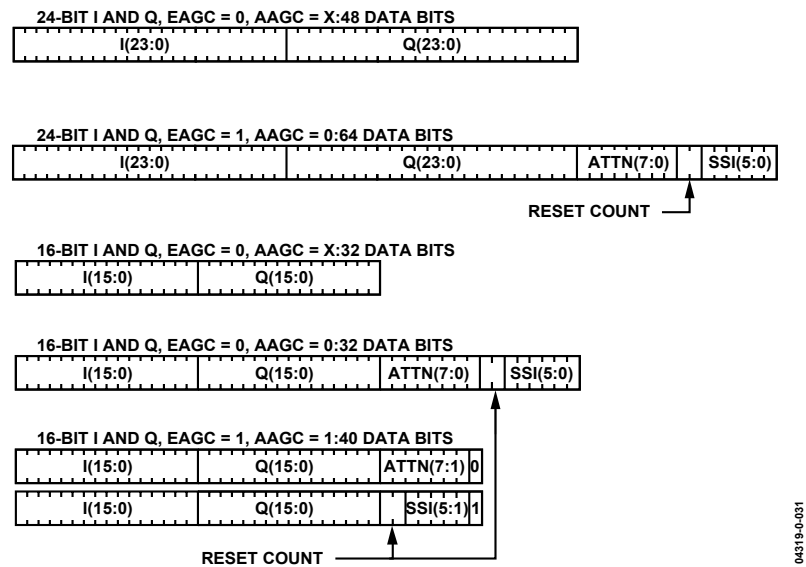 24-BIT I AND Q, EAGC = 0, AAGC = X:48 DATA BITS
I(23:0) Q(23:0)
24-BIT I AND Q, EAGC = 1, AAGC = 0:64 DATA BITS
I(23:0) Q(23:0) ATTN(7:0) SSI(5:0)
RESET COUNT
16-BIT I AND Q, EAGC = 0, AAGC = X:32 DATA BITS
I(15:0) Q(15:0)
16-BIT I AND Q, EAGC = 0, AAGC = 0:32 DATA BITS
I(15:0) Q(15:0) ATTN(7:0) SSI(5:0)
16-BIT I AND Q, EAGC = 1, AAGC = 1:40 DATA BITS
I(15:0) Q(15:0) ATTN(7:1) 0
I(15:0) Q(15:0) SSI(5:1) 1
RESET COUNT
04319-0-031